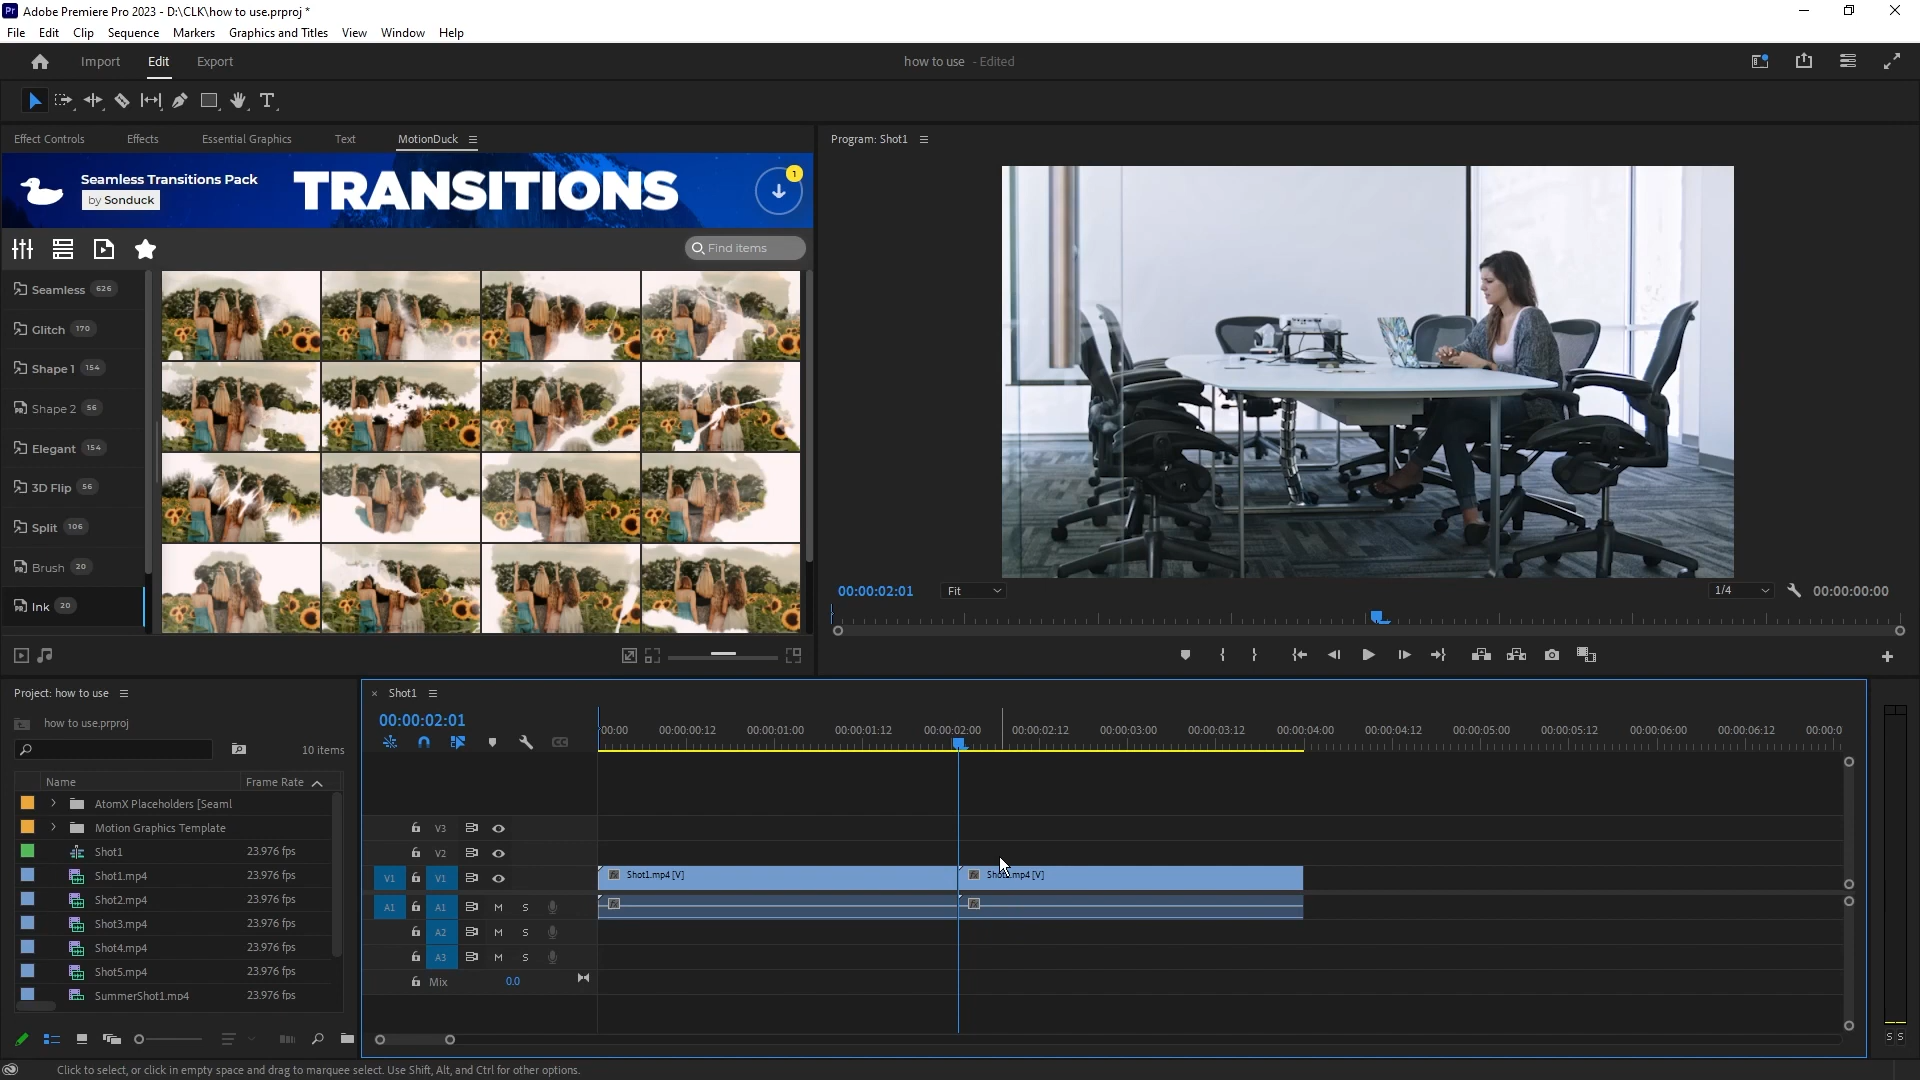 Adobe Premiere Pro 2023 - D:\CLK\how to use.prproj *
File Edit Clip Sequence Markers Graphics and Titles View Window Help
Import Edit Export
how to use - Edited
Effect Controls Effects Essential Graphics Text MotionDuck
Program: Shot1
Seamless Transitions Pack
by Sonduck
TRANSITIONS
1
Find items
Seamless 626
Glitch 170
Shape 1 154
Shape 2 56
Elegant 154
3D Flip 56
Split 106
Brush 20
Ink 20
00:00:02:01 Fit 1/4 00:00:00:00
Project: how to use
how to use.prproj
10 items
Name Frame Rate
AtomX Placeholders [Seaml
Motion Graphics Template
Shot1 23.976 fps
Shot1.mp4 23.976 fps
Shot2.mp4 23.976 fps
Shot3.mp4 23.976 fps
Shot4.mp4 23.976 fps
Shot5.mp4 23.976 fps
SummerShot1.mp4 23.976 fps
× Shot1
00:00:02:01
:00:00 00:00:00:12 00:00:01:00 00:00:01:12 00:00:02:00 00:00:02:12 00:00:03:00 00:00:03:12 00:00:04:00 00:00:04:12 00:00:05:00 00:00:05:12 00:00:06:00 00:00:06:12 00:00:0
V3
V2
V1 V1 fx Shot1.mp4 [V] fx
A1 A1 M S
A2 M S
A3 M S
Mix 0.0
S S
Click to select, or click in empty space and drag to marquee select. Use Shift, Alt, and Ctrl for other options.